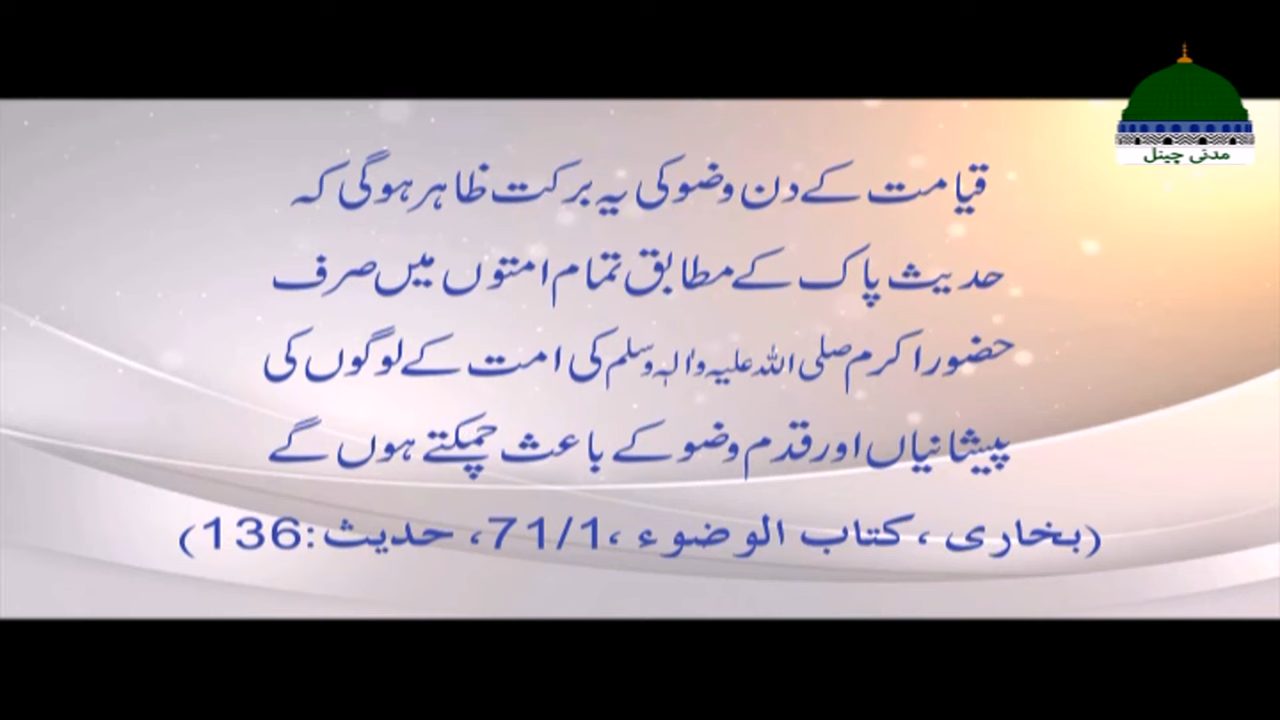 مدنی چینل
قیامت کے دن وضو کی یہ برکت ظاہر ہوگی کہ
حدیث پاک کے مطابق تمام امتوں میں صرف
حضور اکرم صلی اللہ علیہ واٰلہٖ وسلم کی امت کے لوگوں کی
پیشانیاں اور قدم وضو کے باعث چمکتے ہوں گے
(بخاری ، کتاب الوضوء ،71/1، حدیث:136)